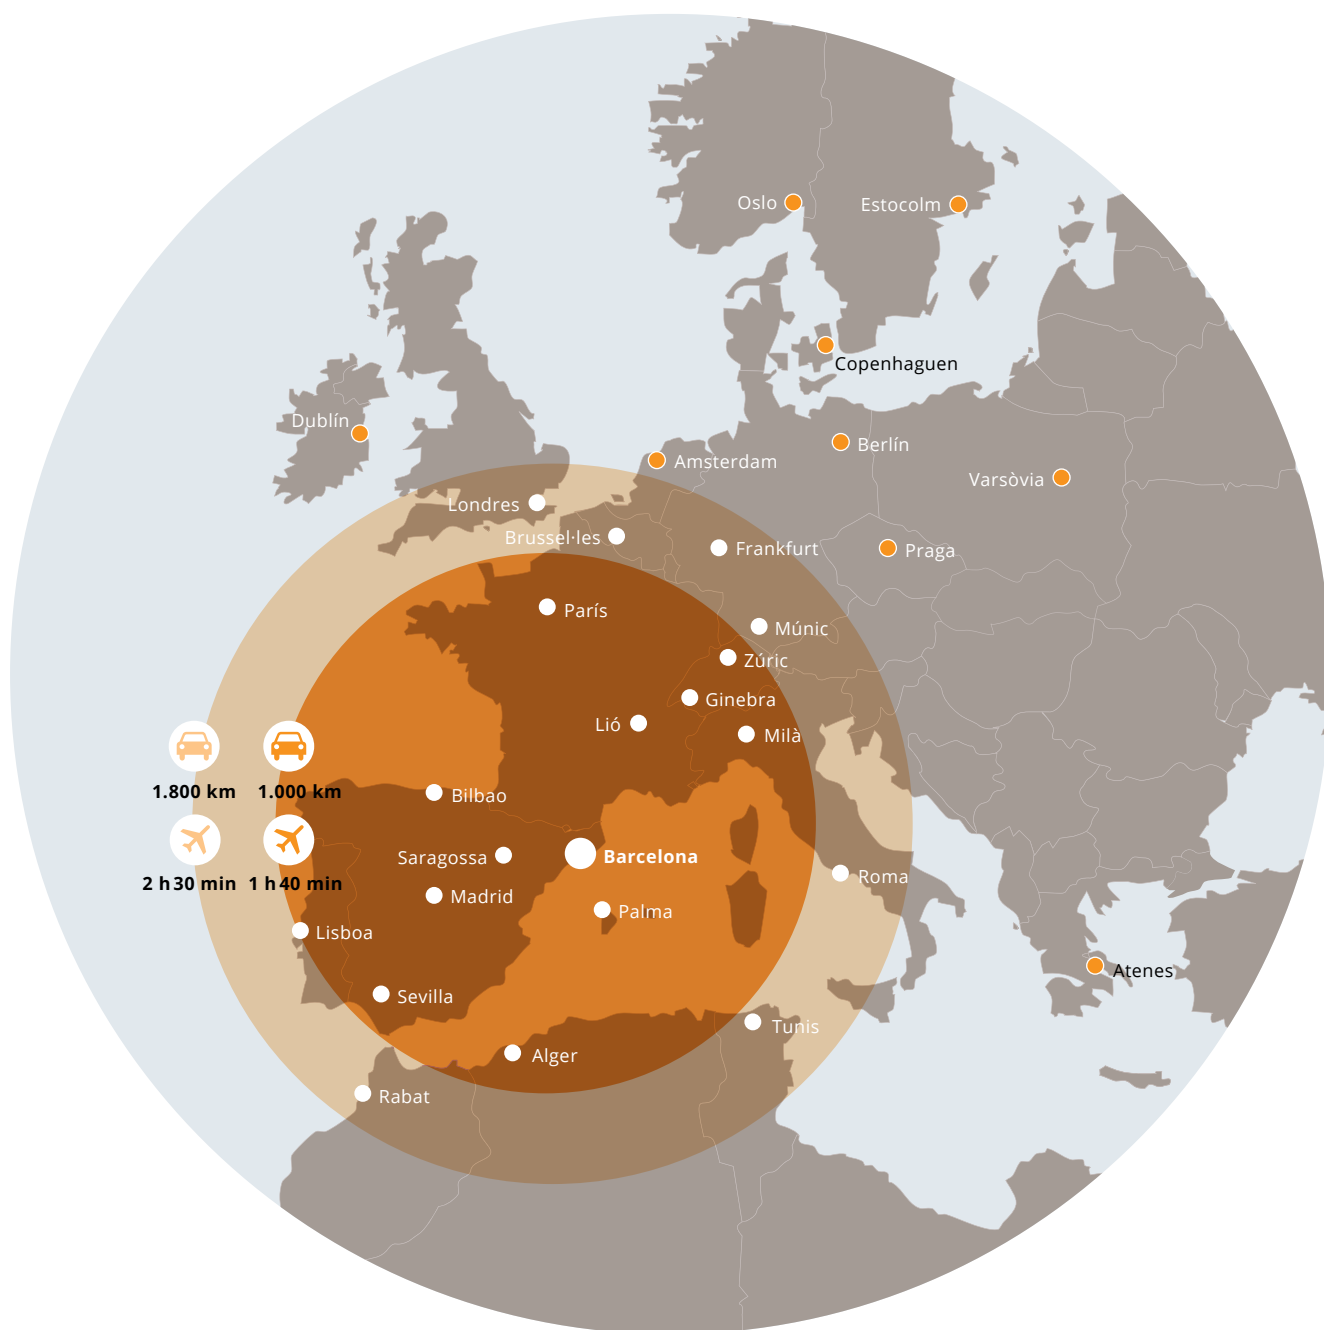 Oslo
Estocolm
Copenhaguen
Dublín
Berlín
Amsterdam
Varsòvia
Londres
Brussel·les
Frankfurt
Praga
París
Múnic
Zúric
Ginebra
Lió
Milà
1.800 km
1.000 km
Bilbao
Saragossa
Barcelona
2 h 30 min
1 h 40 min
Roma
Madrid
Palma
Lisboa
Atenes
Sevilla
Tunis
Alger
Rabat